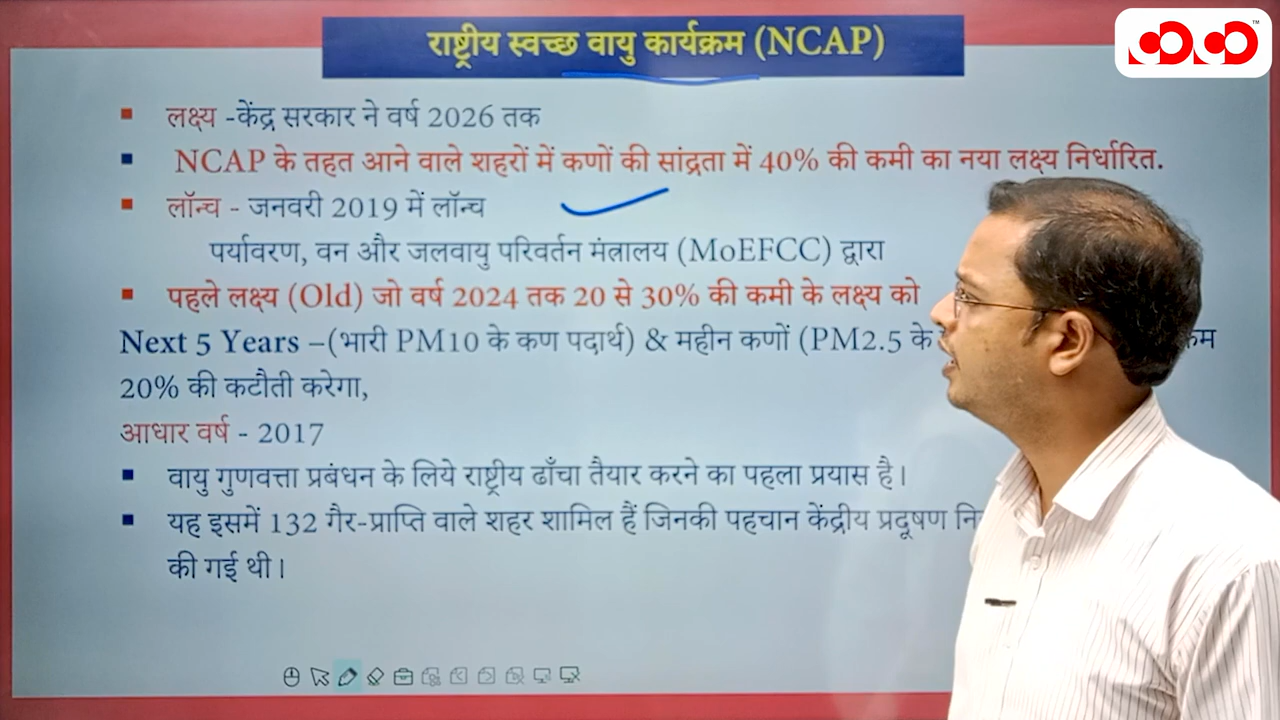 राष्ट्रीय स्वच्छ वायु कार्यक्रम (NCAP)
लक्ष्य -केंद्र सरकार ने वर्ष 2026 तक
NCAP के तहत आने वाले शहरों में कणों की सांद्रता में 40% की कमी का नया लक्ष्य निर्धारित.
लॉन्च - जनवरी 2019 में लॉन्च
पर्यावरण, वन और जलवायु परिवर्तन मंत्रालय (MoEFCC) द्वारा
पहले लक्ष्य (Old) जो वर्ष 2024 तक 20 से 30% की कमी के लक्ष्य को
Next 5 Years –(भारी PM10 के कण पदार्थ) & महीन कणों (PM2.5 के
20% की कटौती करेगा,
आधार वर्ष - 2017
वायु गुणवत्ता प्रबंधन के लिये राष्ट्रीय ढाँचा तैयार करने का पहला प्रयास है।
यह इसमें 132 गैर-प्राप्ति वाले शहर शामिल हैं जिनकी पहचान केंद्रीय प्रदूषण
की गई थी।